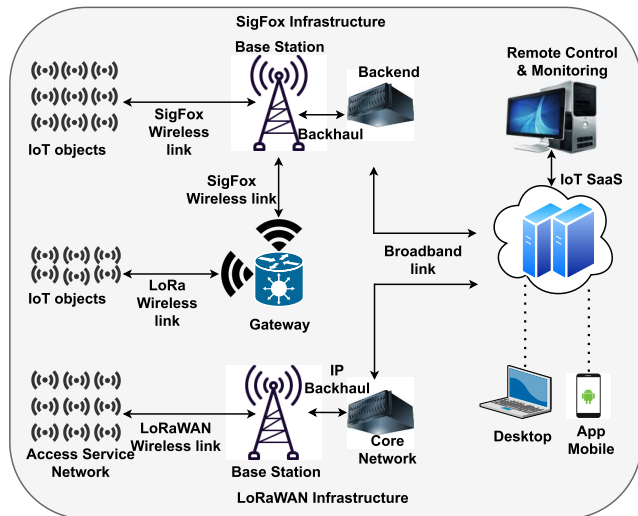 SigFox Infrastructure
Base Station
Backend
Remote Control
& Monitoring
Backhaul
SigFox
Wireless
link
IoT objects
SigFox
Wireless link
IoT SaaS
Broadband
link
LoRa
Wireless
link
IoT objects
Gateway
IP
Backhaul
Desktop
App
Mobile
LoRaWAN
Wireless link
Core
Network
Access Service
Network
Base Station
LoRaWAN Infrastructure